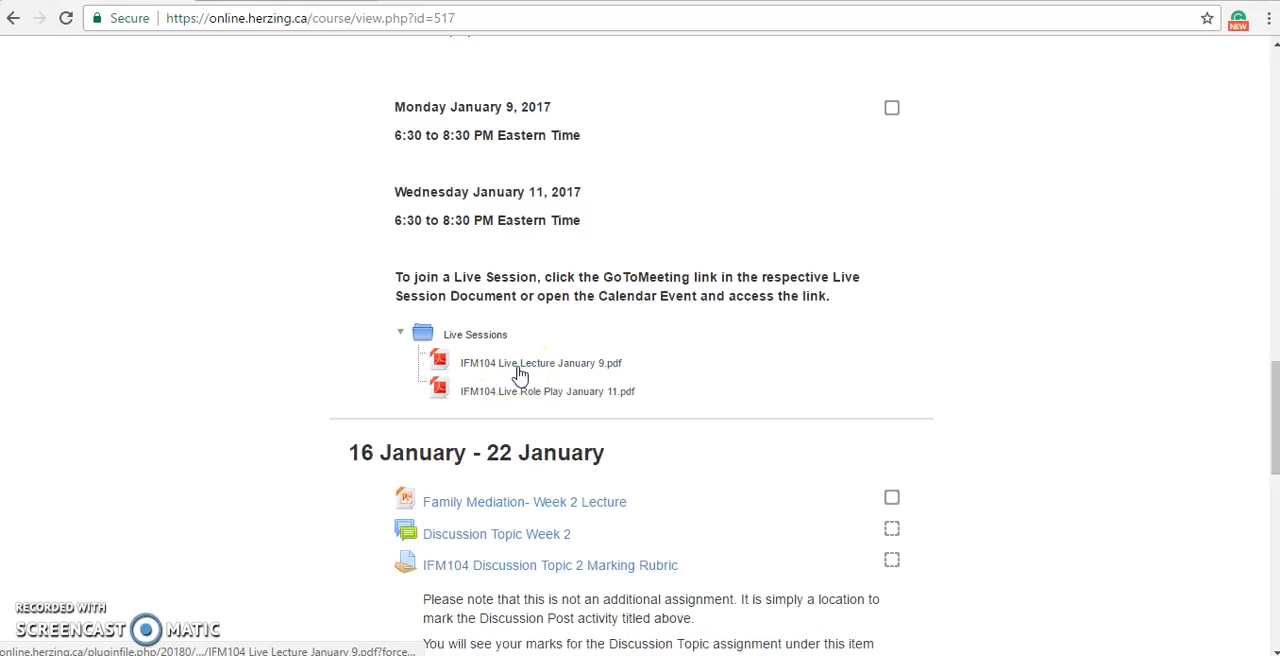 Secure
https://online.herzing.ca/course/view.php?id=517
NEW
Monday January 9, 2017
6:30 to 8:30 PM Eastern Time
Wednesday January 11, 2017
6:30 to 8:30 PM Eastern Time
To join a Live Session, click the GoToMeeting link in the respective Live
Session Document or open the Calendar Event and access the link.
Live Sessions
IFM104 Live Lecture January 9.pdf
IFM104 Live Role Play January 11.pdf
16 January - 22 January
Family Mediation- Week 2 Lecture
Discussion Topic Week 2
IFM104 Discussion Topic 2 Marking Rubric
Please note that this is not an additional assignment. It is simply a location to
mark the Discussion Post activity titled above.
You will see your marks for the Discussion Topic assignment under this item
RECORDED WITH
SCREENCAST MATIC
online.herzing.ca/pluginfile.php/20180/.../IFM104 Live Lecture January 9.pdf?force...